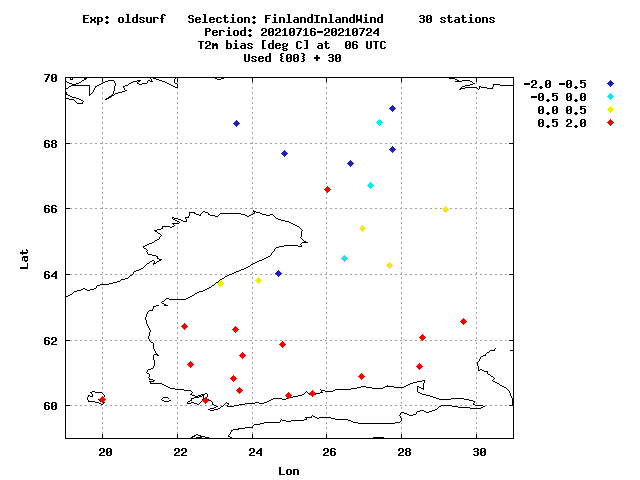 Exp: oldsurf Selection: FinlandInlandWind 30 stations
Period: 20210716-20210724
T2m bias [deg C] at 06 UTC
Used {00} + 30
-2.0 -0.5
-0.5 0.0
0.0 0.5
0.5 2.0
70
68
66
64
62
60
Lat
20 22 24 26 28 30
Lon